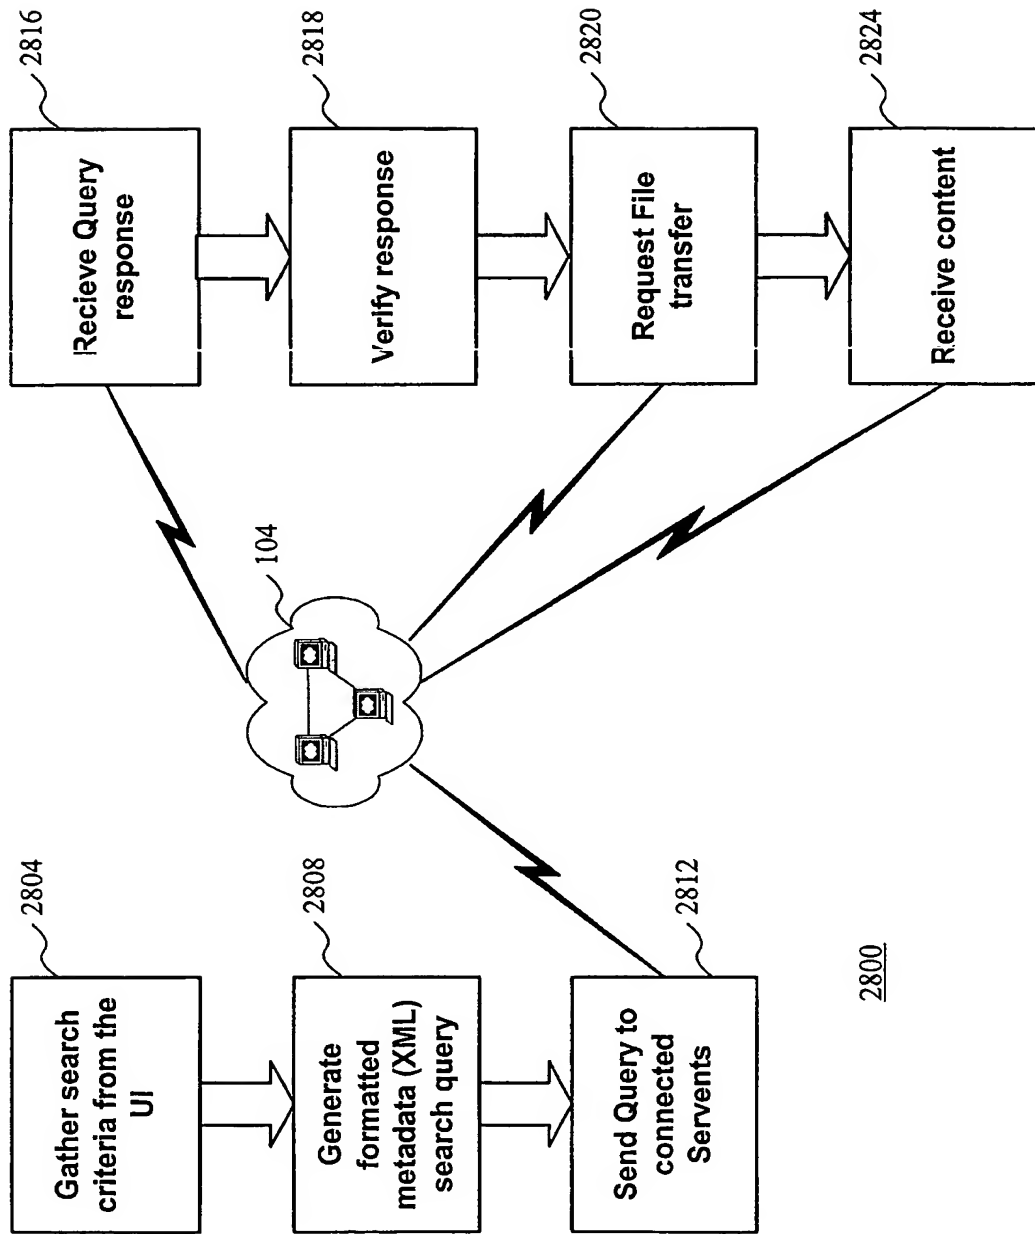 Gather search
criteria from the
UI
2804
Generate
formatted
metadata (XML)
search query
2808
Send Query to
connected
Servents
2812
104
Recieve Query
response
2816
Verify response
2818
Request File
transfer
2820
Receive content
2824
2800